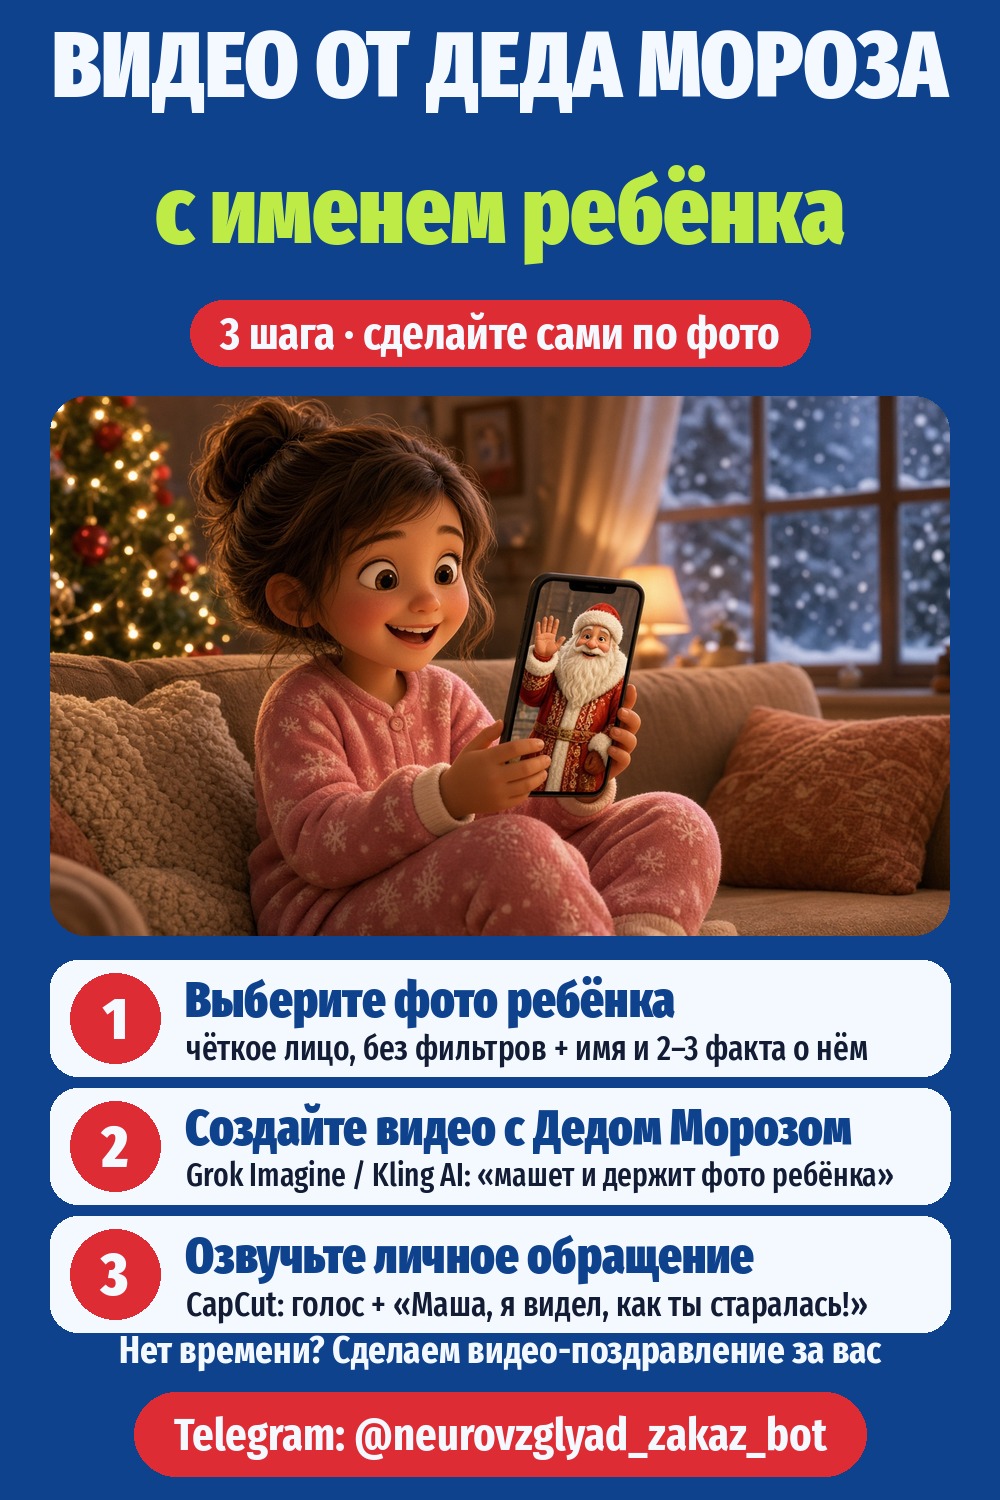 ВИДЕО ОТ ДЕДА МОРОЗА
с именем ребёнка
3 шага · сделайте сами по фото
1
Выберите фото ребёнка
чёткое лицо, без фильтров + имя и 2–3 факта о нём
2
Создайте видео с Дедом Морозом
Grok Imagine / Kling AI: «машет и держит фото ребёнка»
3
Озвучьте личное обращение
CapCut: голос + «Маша, я видел, как ты старалась!»
Нет времени? Сделаем видео-поздравление за вас
Telegram: @neurovzglyad_zakaz_bot